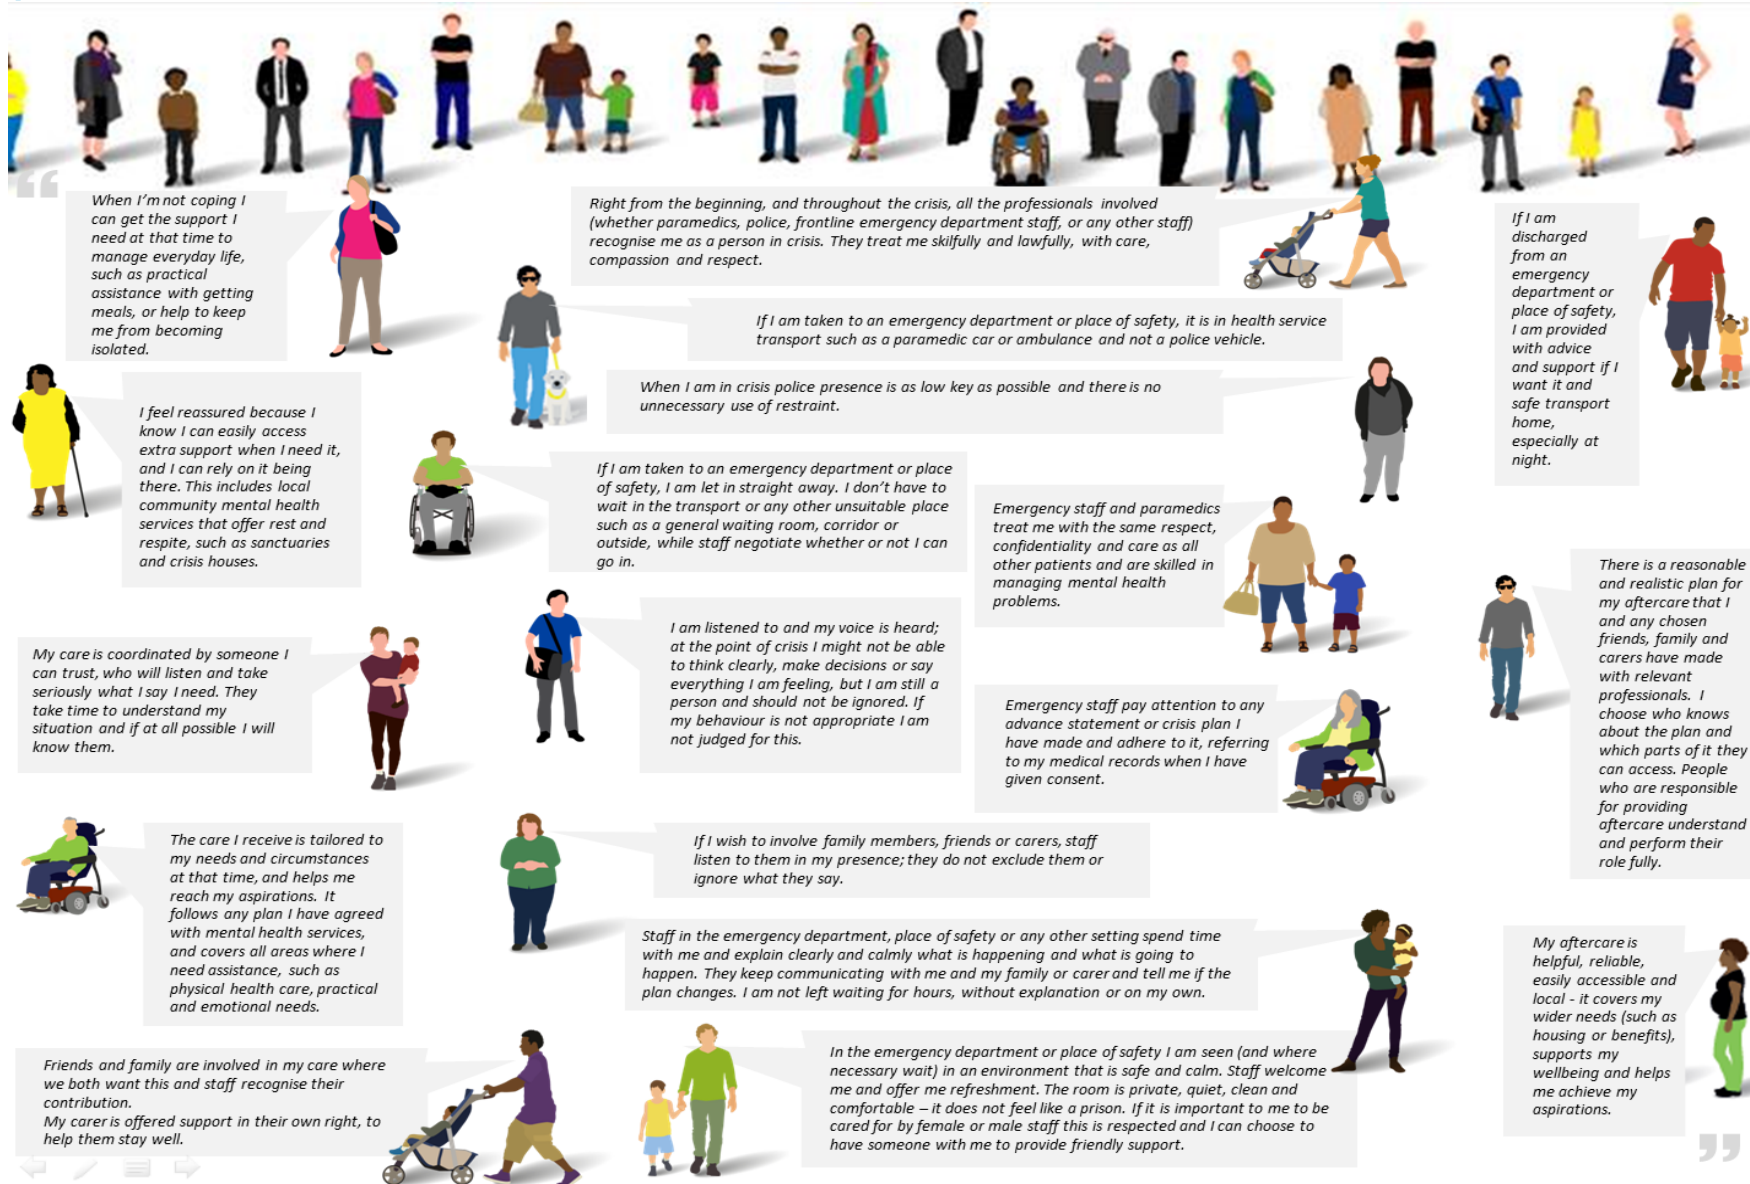 “
When I’m not coping I
can get the support I
need at that time to
manage everyday life,
such as practical
assistance with getting
meals, or help to keep
me from becoming
isolated.
I feel reassured because I
know I can easily access
extra support when I need it,
and I can rely on it being
there. This includes local
community mental health
services that offer rest and
respite, such as sanctuaries
and crisis houses.
My care is coordinated by someone I
can trust, who will listen and take
seriously what I say I need. They
take time to understand my
situation and if at all possible I will
know them.
The care I receive is tailored to
my needs and circumstances
at that time, and helps me
reach my aspirations. It
follows any plan I have agreed
with mental health services,
and covers all areas where I
need assistance, such as
physical health care, practical
and emotional needs.
Friends and family are involved in my care where
we both want this and staff recognise their
contribution.
My carer is offered support in their own right, to
help them stay well.
Right from the beginning, and throughout the crisis, all the professionals involved
(whether paramedics, police, frontline emergency department staff, or any other staff)
recognise me as a person in crisis. They treat me skilfully and lawfully, with care,
compassion and respect.
If I am taken to an emergency department or place of safety, it is in health service
transport such as a paramedic car or ambulance and not a police vehicle.
When I am in crisis police presence is as low key as possible and there is no
unnecessary use of restraint.
If I am taken to an emergency department or place
of safety, I am let in straight away. I don’t have to
wait in the transport or any other unsuitable place
such as a general waiting room, corridor or
outside, while staff negotiate whether or not I can
go in.
Emergency staff and paramedics
treat me with the same respect,
confidentiality and care as all
other patients and are skilled in
managing mental health
problems.
I am listened to and my voice is heard;
at the point of crisis I might not be able
to think clearly, make decisions or say
everything I am feeling, but I am still a
person and should not be ignored. If
my behaviour is not appropriate I am
not judged for this.
Emergency staff pay attention to any
advance statement or crisis plan I
have made and adhere to it, referring
to my medical records when I have
given consent.
If I wish to involve family members, friends or carers, staff
listen to them in my presence; they do not exclude them or
ignore what they say.
Staff in the emergency department, place of safety or any other setting spend time
with me and explain clearly and calmly what is happening and what is going to
happen. They keep communicating with me and my family or carer and tell me if the
plan changes. I am not left waiting for hours, without explanation or on my own.
In the emergency department or place of safety I am seen (and where
necessary wait) in an environment that is safe and calm. Staff welcome
me and offer me refreshment. The room is private, quiet, clean and
comfortable – it does not feel like a prison. If it is important to me to be
cared for by female or male staff this is respected and I can choose to
have someone with me to provide friendly support.
If I am
discharged
from an
emergency
department or
place of safety,
I am provided
with advice
and support if I
want it and
safe transport
home,
especially at
night.
There is a reasonable
and realistic plan for
my aftercare that I
and any chosen
friends, family and
carers have made
with relevant
professionals. I
choose who knows
about the plan and
which parts of it they
can access. People
who are responsible
for providing
aftercare understand
and perform their
role fully.
My aftercare is
helpful, reliable,
easily accessible and
local - it covers my
wider needs (such as
housing or benefits),
supports my
wellbeing and helps
me achieve my
aspirations.
”